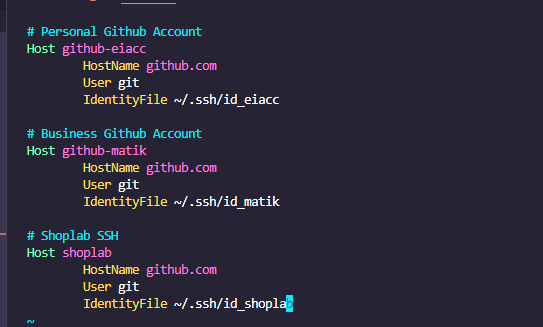 # Personal Github Account
Host github-eiacc
        HostName github.com
        User git
        IdentityFile ~/.ssh/id_eiacc

# Business Github Account
Host github-matik
        HostName github.com
        User git
        IdentityFile ~/.ssh/id_matik

# Shoplab SSH
Host shoplab
        HostName github.com
        User git
        IdentityFile ~/.ssh/id_shoplab
~